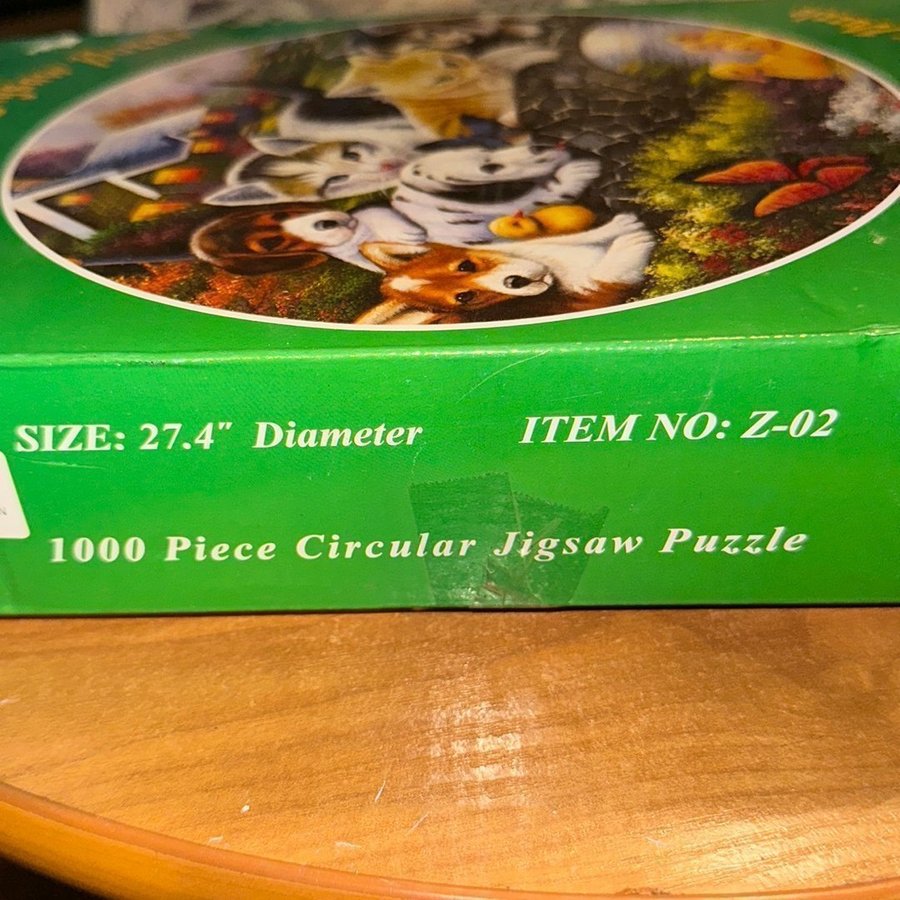 SIZE: 27.4" Diameter
ITEM NO: Z-02
1000 Piece Circular Jigsaw Puzzle